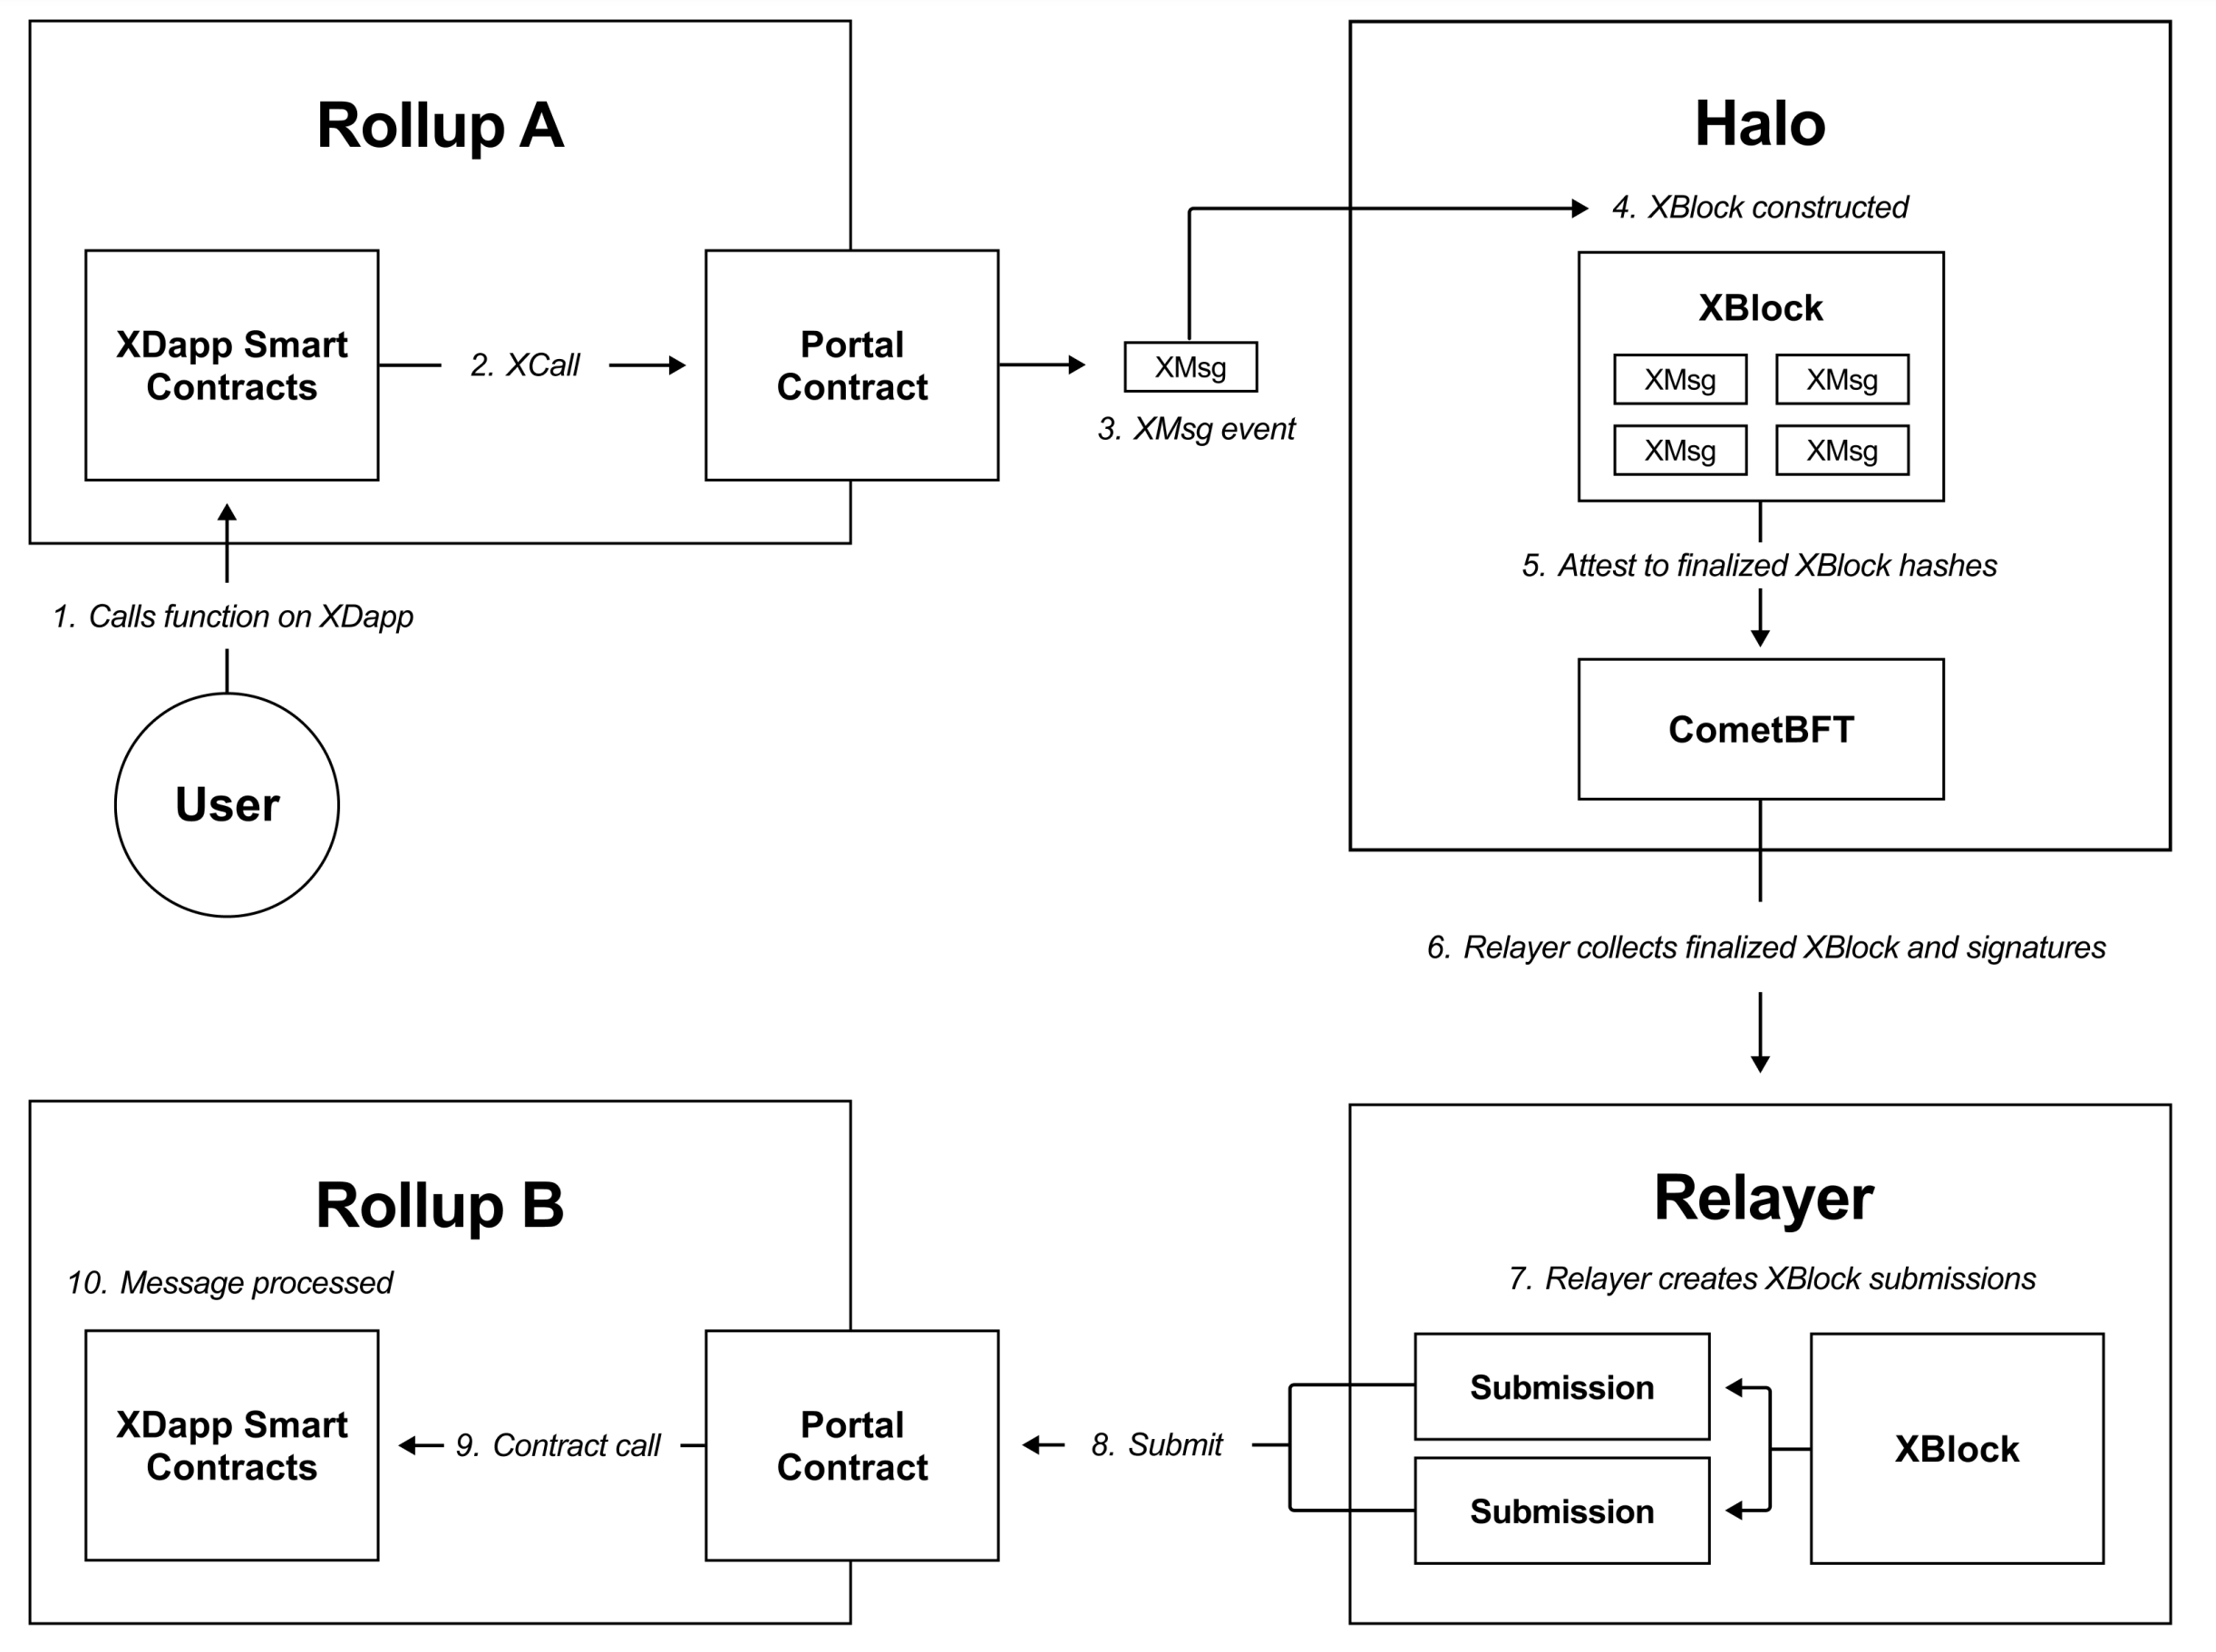 Rollup A
XDapp Smart
Contracts
2. XCall
Portal
Contract
XMsg
3. XMsg event
1. Calls function on XDapp
User
Halo
4. XBlock constructed
XBlock
XMsg
XMsg
XMsg
XMsg
5. Attest to finalized XBlock hashes
CometBFT
6. Relayer collects finalized XBlock and signatures
Relayer
7. Relayer creates XBlock submissions
Submission
Submission
XBlock
8. Submit
Rollup B
10. Message processed
XDapp Smart
Contracts
9. Contract call
Portal
Contract